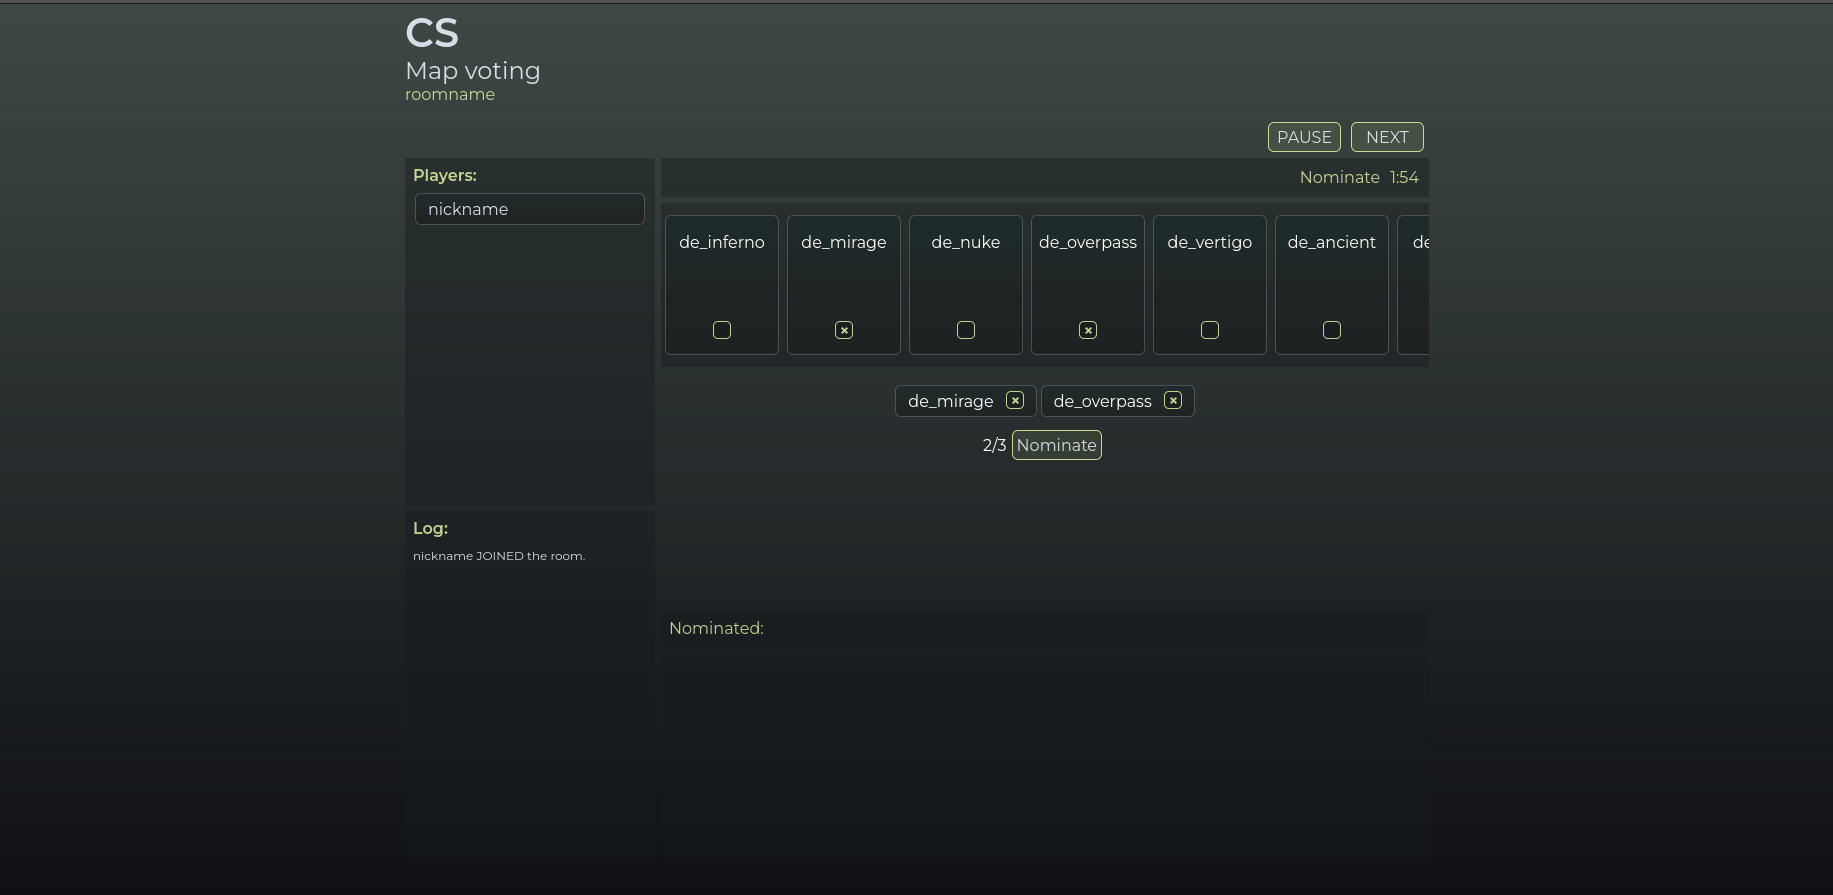 CS
Map voting
roomname
PAUSE NEXT
Players:
nickname
Nominate 1:54
de_inferno de_mirage de_nuke de_overpass de_vertigo de_ancient de
de_mirage de_overpass
2/3 Nominate
Log:
nickname JOINED the room.
Nominated: